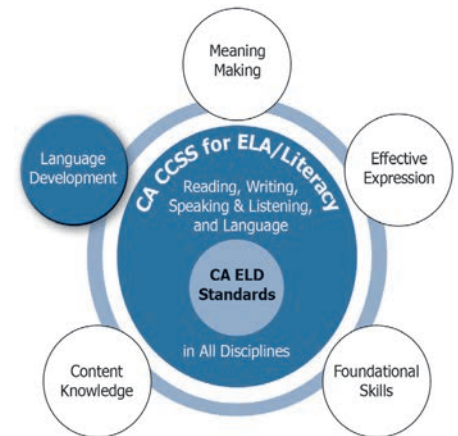 Meaning
Making
Language
Development
Effective
Expression
CA CCSS for ELA/Literacy
Reading, Writing,
Speaking & Listening,
and Language
CA ELD
Standards
in All Disciplines
Content
Knowledge
Foundational
Skills